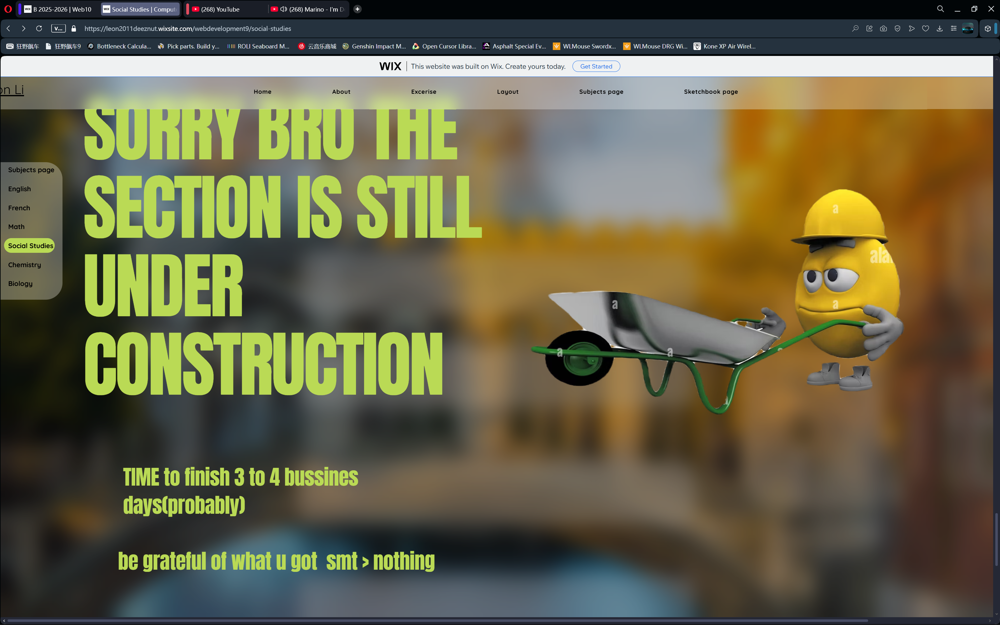 B 2025-2026 | Web10
Social Studies | Comput
(268) YouTube
(268) Marino - I'm D
V...
https://leon2011deeznut.wixsite.com/webdevelopment9/social-studies
狂野飙车
狂野飙车9
Bottleneck Calcula...
Pick parts. Build y...
ROLI Seaboard M...
云音乐商城
Genshin Impact M...
Open Cursor Libra...
Asphalt Special Ev...
WLMouse Swordx...
WLMouse DRG Wi...
Kone XP Air Wirel...
WIX
This website was built on Wix. Create yours today.
Get Started
on Li
Home
About
Excerise
Layout
Subjects page
Sketchbook page
SORRY BRO THE
SECTION IS STILL
UNDER
CONSTRUCTION
Subjects page
English
French
Math
Social Studies
Chemistry
Biology
TIME to finish 3 to 4 bussines
days(probably)
be grateful of what u got  smt > nothing